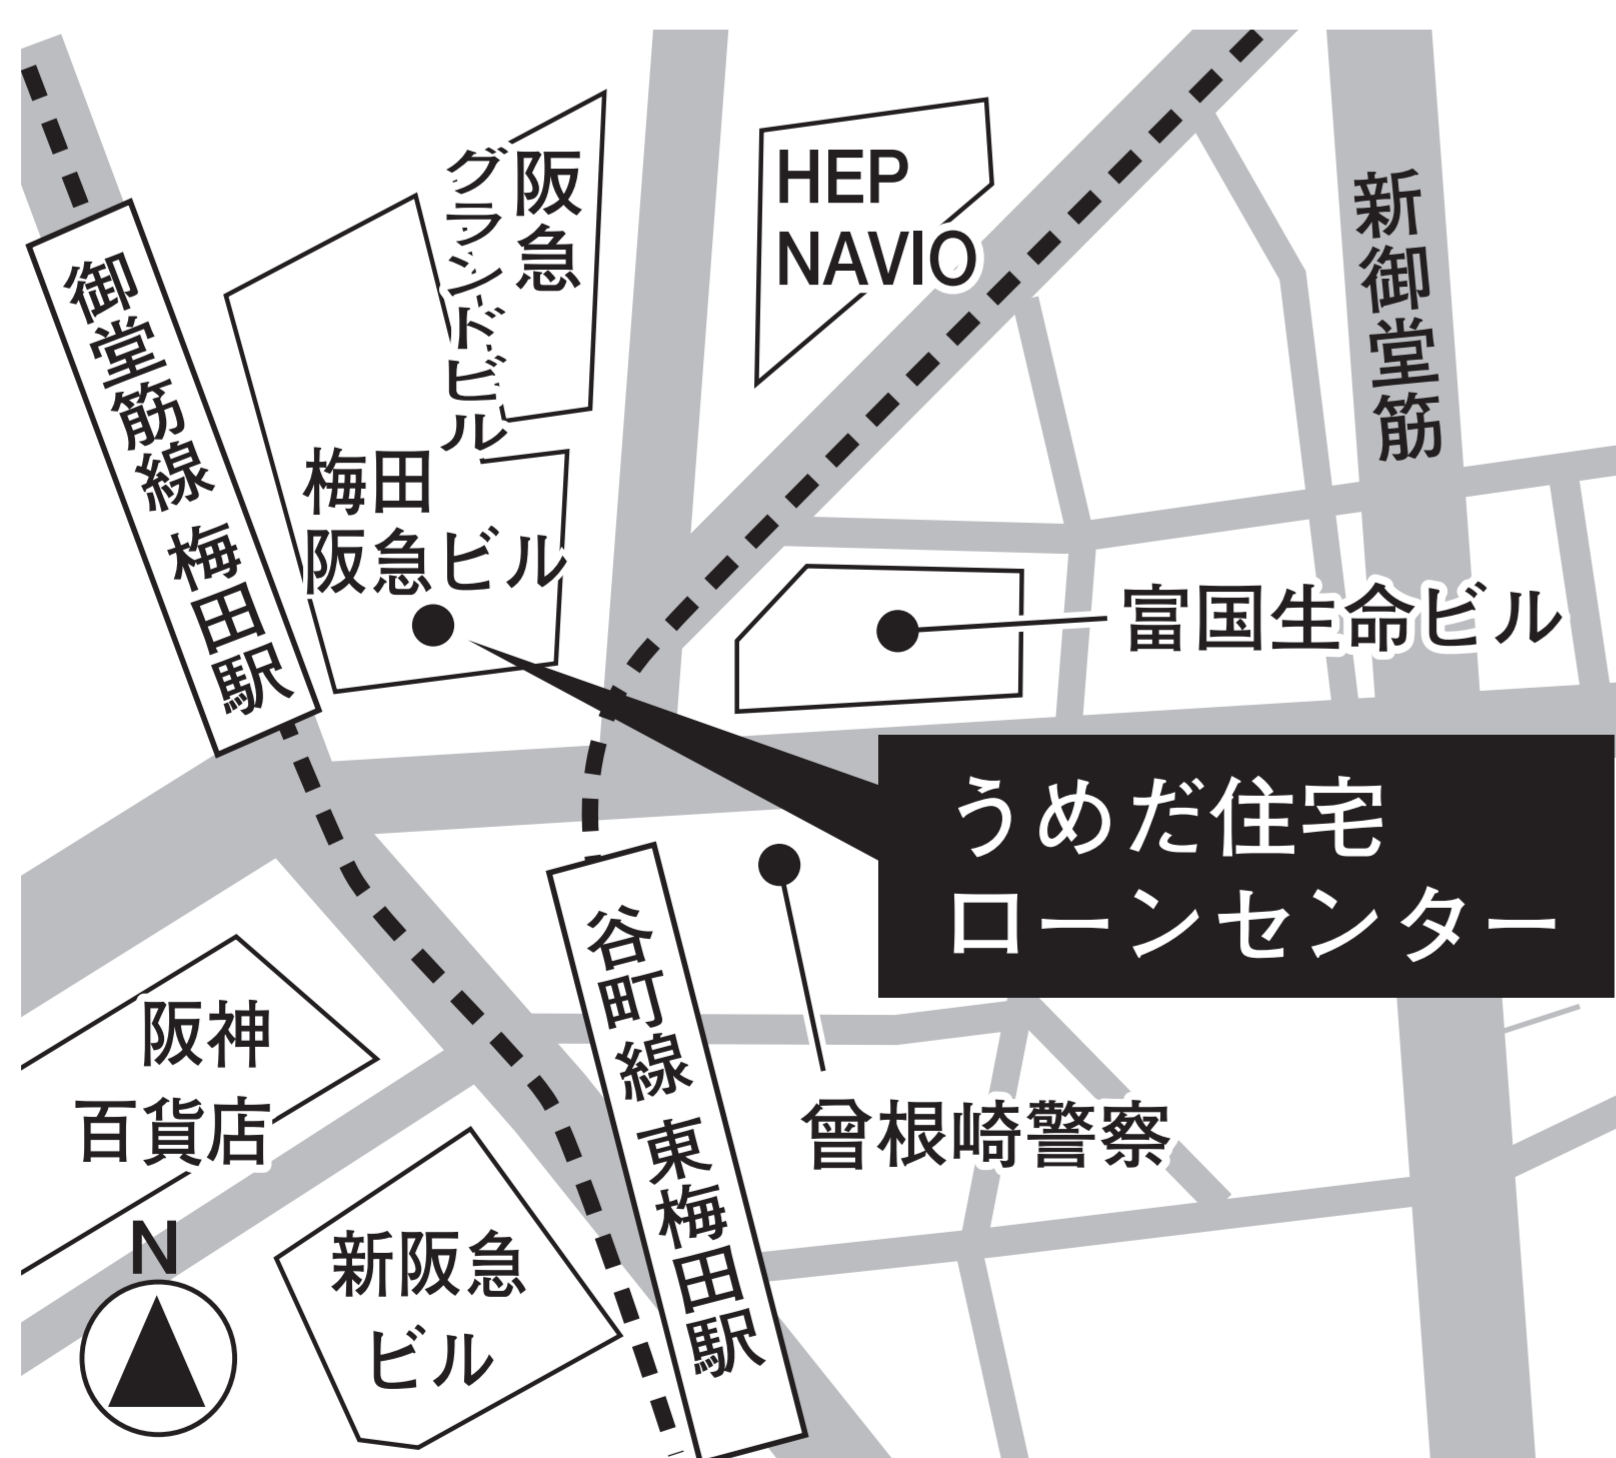 阪急
グランドビル
HEP
NAVIO
新御堂筋
御堂筋線 梅田駅
梅田
阪急ビル
富国生命ビル
うめだ住宅
ローンセンター
谷町線 東梅田駅
曾根崎警察
阪神
百貨店
新阪急
ビル
N